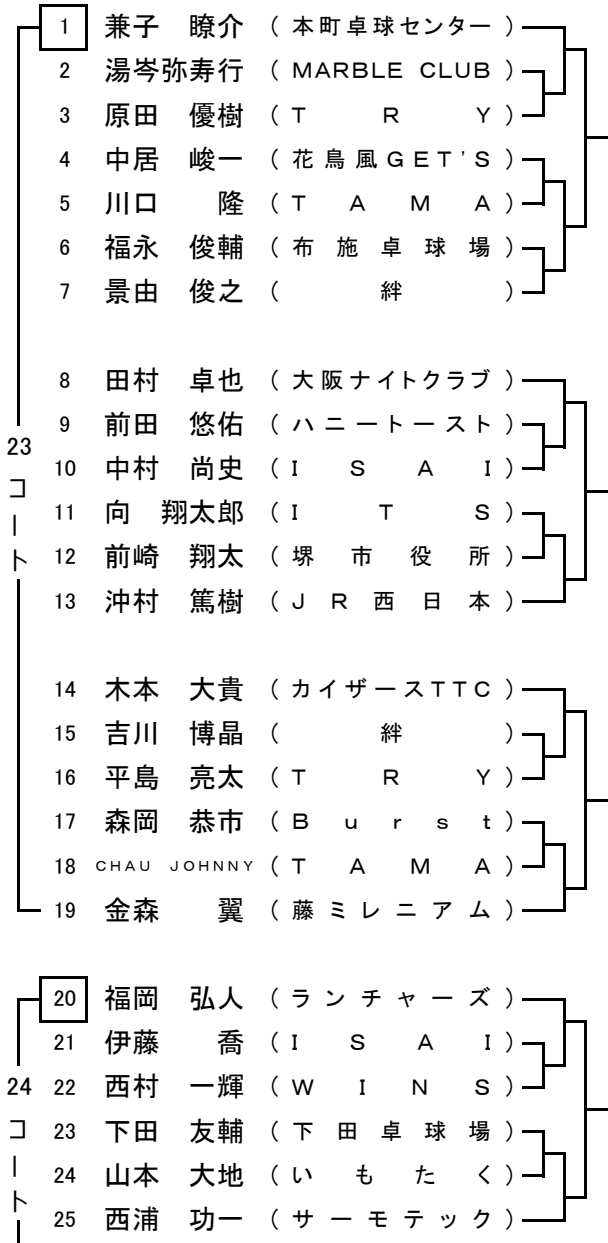 1 兼子 瞭介 ( 本町卓球センター )
2 湯岑弥寿行 ( MARBLE CLUB )
3 原田 優樹 ( T R Y )
4 中居 峻一 ( 花鳥風GET'S )
5 川口 隆 ( T A M A )
6 福永 俊輔 ( 布施卓球場 )
7 景由 俊之 ( 絆 )
8 田村 卓也 ( 大阪ナイトクラブ )
9 前田 悠佑 ( ハニートースト )
10 中村 尚史 ( I S A I )
11 向 翔太郎 ( I T S )
12 前崎 翔太 ( 堺市役所 )
13 沖村 篤樹 ( JR西日本 )
23コート
14 木本 大貴 ( カイザースTTC )
15 吉川 博晶 ( 絆 )
16 平島 亮太 ( T R Y )
17 森岡 恭市 ( B u r s t )
18 CHAU JOHNNY ( T A M A )
19 金森 翼 ( 藤ミレニアム )
20 福岡 弘人 ( ランチャーズ )
21 伊藤 喬 ( I S A I )
22 西村 一輝 ( W I N S )
23 下田 友輔 ( 下田卓球場 )
24 山本 大地 ( いもたく )
25 西浦 功一 ( サーモテック )
24コート